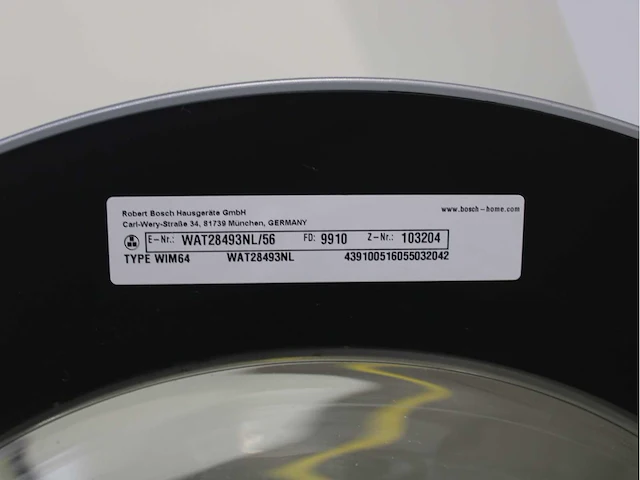 Robert Bosch Hausgeräte GmbH
www.bosch-home.com
Carl-Wery-Straße 34, 81739 München, GERMANY
E-Nr.: WAT28493NL/56 FD: 9910 Z-Nr.: 103204
TYPE WIM64 WAT28493NL 439100516055032042